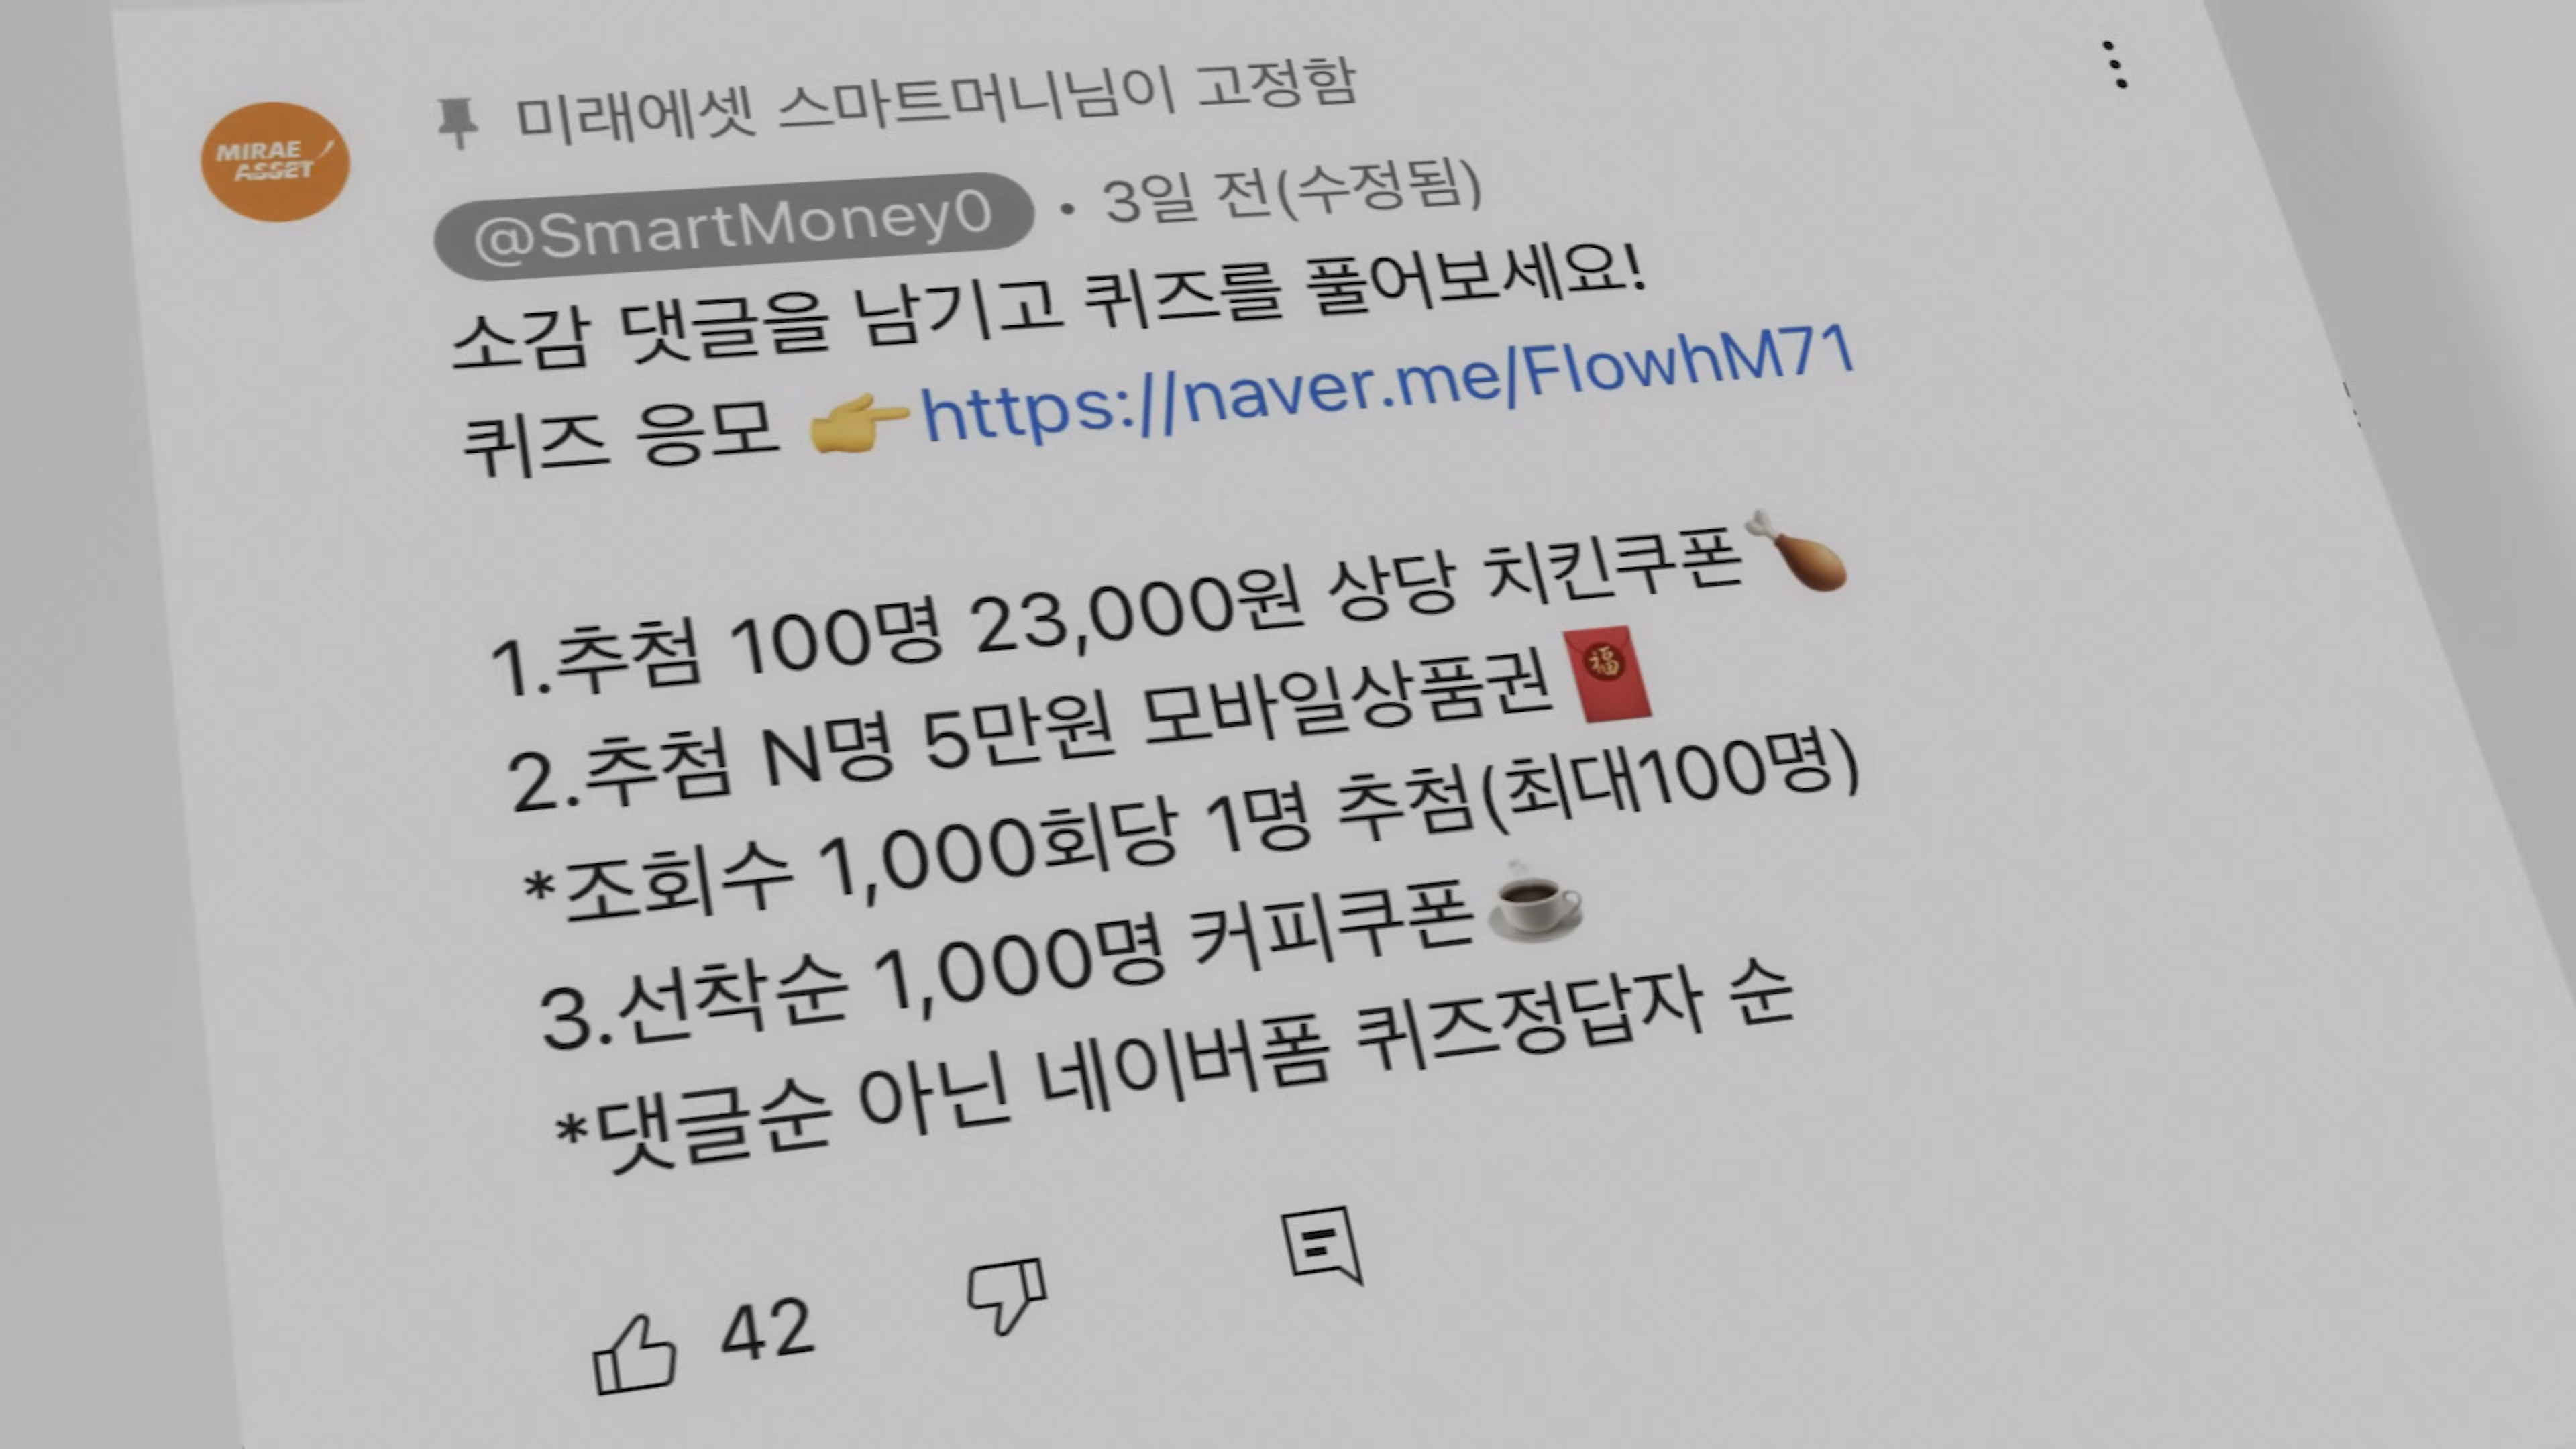 MIRAE
ASSET
미래에셋 스마트머니님이 고정함
@SmartMoney0 · 3일 전(수정됨)
소감 댓글을 남기고 퀴즈를 풀어보세요!
퀴즈 응모 👉https://naver.me/FIowhM71
1.추첨 100명 23,000원 상당 치킨쿠폰🍗
2.추첨 N명 5만원 모바일상품권🧧
*조회수 1,000회당 1명 추첨(최대100명)
3.선착순 1,000명 커피쿠폰☕
*댓글순 아닌 네이버폼 퀴즈정답자 순
42